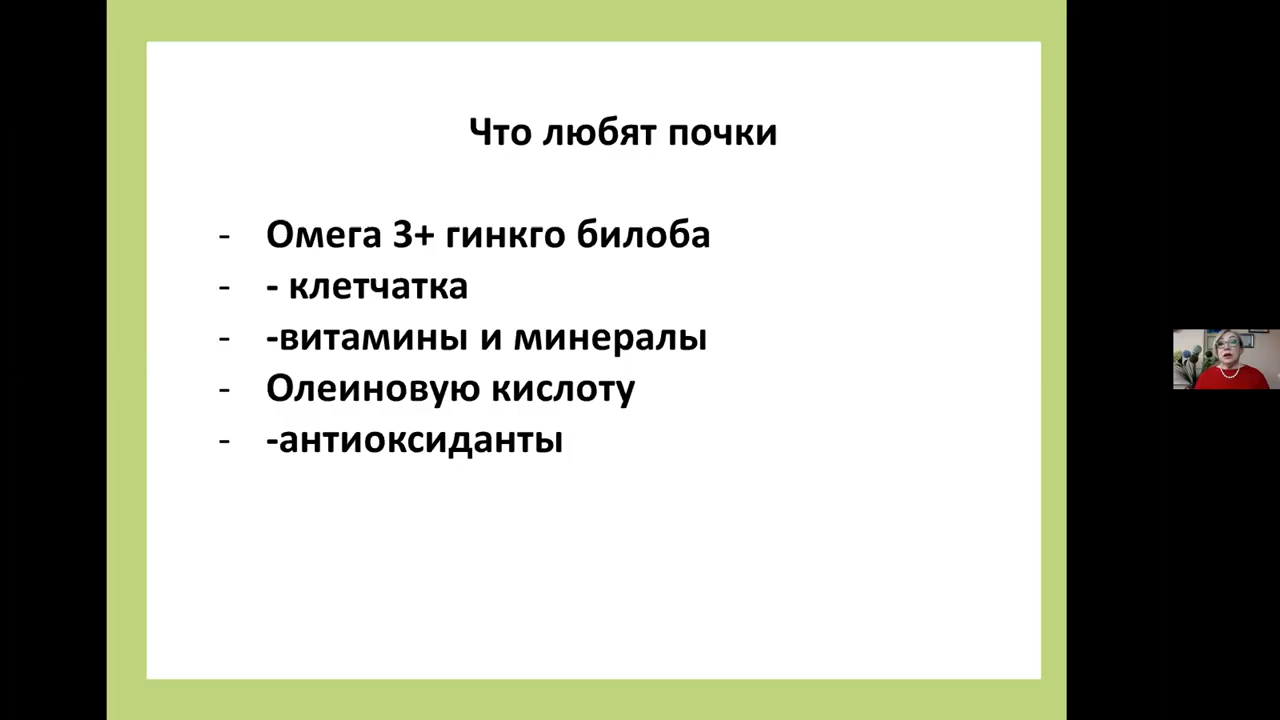 Что любят почки
- Омега 3+ гинкго билоба
- - клетчатка
- -витамины и минералы
- Олеиновую кислоту
- -антиоксиданты